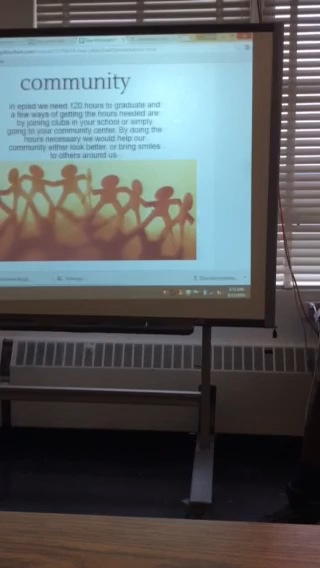 community
in epiad we need 120 hours to graduate and
a few ways of getting the hours needed are
by joining clubs in your school or simply
going to your community center. By doing the
hours necessary we would help our
community either look better, or bring smiles
to others around us.